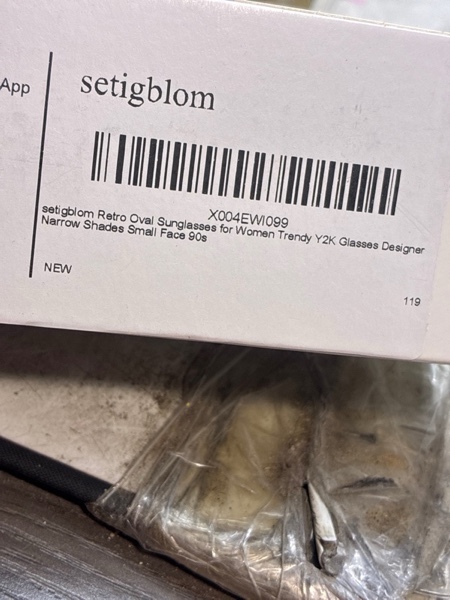 App
setigblom
X004EWI099
setigblom Retro Oval Sunglasses for Women Trendy Y2K Glasses Designer
Narrow Shades Small Face 90s
NEW
119